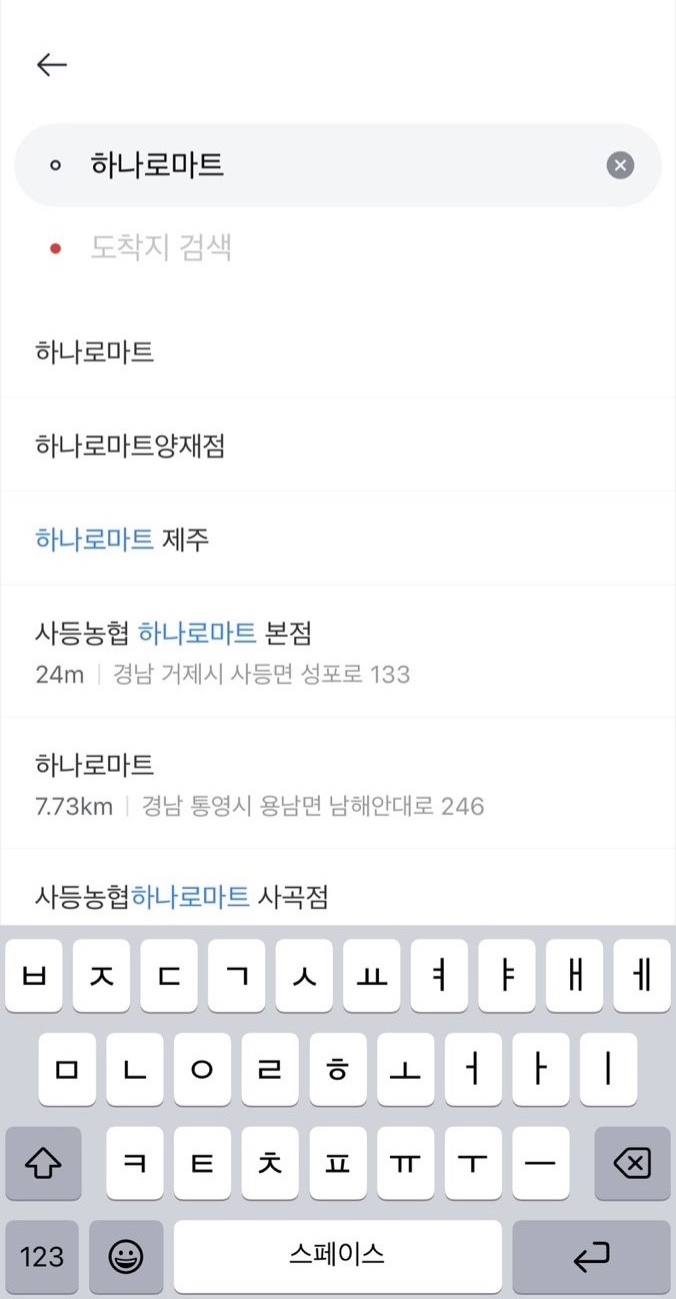 하나로마트
도착지 검색
하나로마트
하나로마트양재점
하나로마트 제주
사등농협 하나로마트 본점
24m | 경남 거제시 사등면 성포로 133
하나로마트
7.73km | 경남 통영시 용남면 남해안대로 246
사등농협하나로마트 사곡점
ㅂ ㅈ ㄷ ㄱ ㅅ ㅛ ㅕ ㅑ ㅐ ㅔ
ㅁ ㄴ ㅇ ㄹ ㅎ ㅗ ㅓ ㅏ ㅣ
ㅋ ㅌ ㅊ ㅍ ㅠ ㅜ ㅡ
123 스페이스